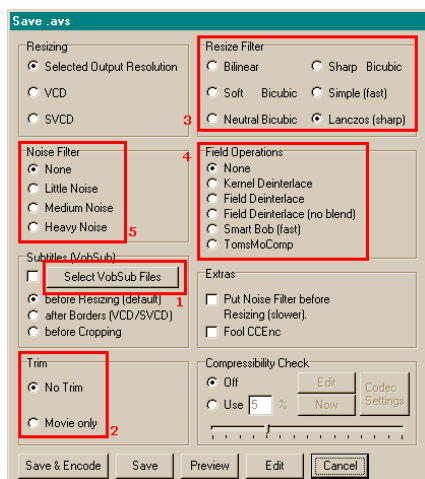 Save .avs
Resizing
Selected Output Resolution
VCD
SVCD
Resize Filter
Bilinear
Sharp Bicubic
Soft Bicubic
Simple (fast)
3
Neutral Bicubic
Lanczos (sharp)
Noise Filter
None
Little Noise
Medium Noise
Heavy Noise
5
4
Field Operations
None
Kernel Deinterlace
Field Deinterlace
Field Deinterlace (no blend)
Smart Bob (fast)
TomsMoComp
Subtitles (VobSub)
Select VobSub Files
1
before Resizing (default)
after Borders (VCD/SVCD)
before Cropping
Extras
Put Noise Filter before
Resizing (slower).
Fool CCEnc
Trim
No Trim
Movie only
2
Compressibility Check
Off
Edit
Codec
Settings
Use 5 %
Now
Save & Encode
Save
Preview
Edit
Cancel